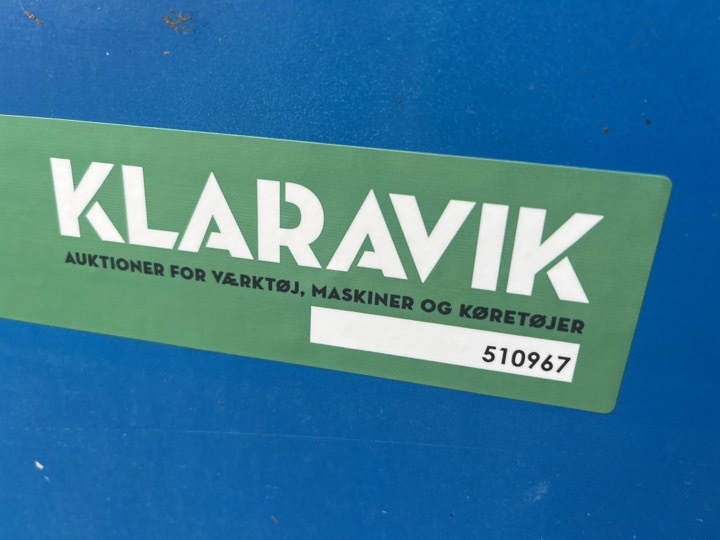 KLARAVIK
AUKTIONER FOR VÆRKTØJ, MASKINER OG KØRETØJER
510967